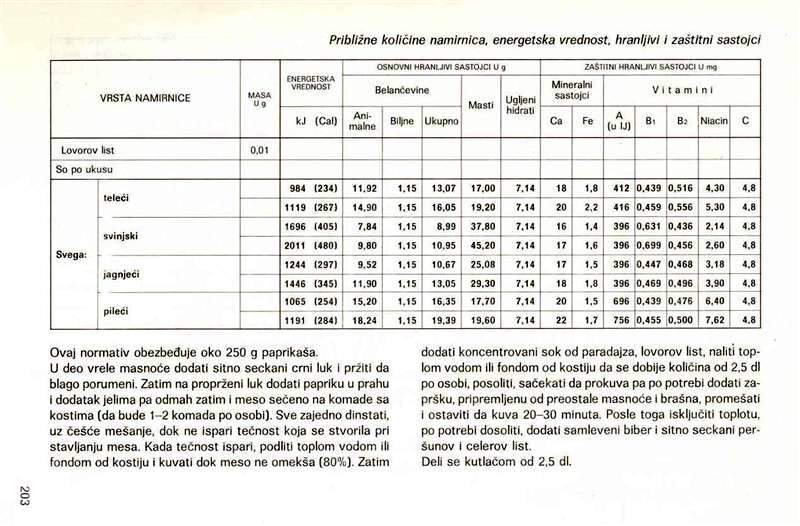 Približne količine namirnica, energetska vrednost, hranljivi i zaštitni sastojci
VRSTA NAMIRNICE MASA U g ENERGETSKA VREDNOST OSNOVNI HRANLJIVI SASTOJCI U g ZAŠTITNI HRANLJIVI SASTOJCI U mg
Belančevine Masti Ugljeni hidrati Mineralni sastojci Vitamini
kJ (Cal) Ani-malne Biljne Ukupno Ca Fe A (u IJ) B1 B2 Niacin C
Lovorov list 0,01
So po ukusu
Svega:
teleći 984 (234) 11,92 1,15 13,07 17,00 7,14 18 1,8 412 0,439 0,516 4,30 4,8
1119 (267) 14,90 1,15 16,05 19,20 7,14 20 2,2 416 0,459 0,556 5,30 4,8
svinjski 1696 (405) 7,84 1,15 8,99 37,80 7,14 16 1,4 396 0,631 0,436 2,14 4,8
2011 (480) 9,80 1,15 10,95 45,20 7,14 17 1,6 396 0,699 0,456 2,60 4,8
jagnjeći 1244 (297) 9,52 1,15 10,67 25,08 7,14 17 1,5 396 0,447 0,468 3,18 4,8
1446 (345) 11,90 1,15 13,05 29,30 7,14 18 1,8 396 0,469 0,496 3,90 4,8
pileći 1065 (254) 15,20 1,15 16,35 17,70 7,14 20 1,5 696 0,439 0,476 6,40 4,8
1191 (284) 18,24 1,15 19,39 19,60 7,14 22 1,7 756 0,455 0,500 7,62 4,8
Ovaj normativ obezbeđuje oko 250 g paprikaša.
U deo vrele masnoće dodati sitno seckani crni luk i pržiti da
blago porumeni. Zatim na proprženi luk dodati papriku u prahu
i dodatak jelima pa odmah zatim i meso sečeno na komade sa
kostima (da bude 1–2 komada po osobi). Sve zajedno dinstati,
uz češće mešanje, dok ne ispari tečnost koja se stvorila pri
stavljanju mesa. Kada tečnost ispari, podliti toplom vodom ili
fondom od kostiju i kuvati dok meso ne omekša (80%). Zatim
dodati koncentrovani sok od paradajza, lovorov list, naliti top-
lom vodom ili fondom od kostiju da se dobije količina od 2,5 dl
po osobi, posoliti, sačekati da prokuva pa po potrebi dodati za-
pršku, pripremljenu od preostale masnoće i brašna, promešati
i ostaviti da kuva 20–30 minuta. Posle toga isključiti toplotu,
po potrebi dosoliti, dodati samleveni biber i sitno seckani per-
šunov i celerov list.
Deli se kutlačom od 2,5 dl.
203